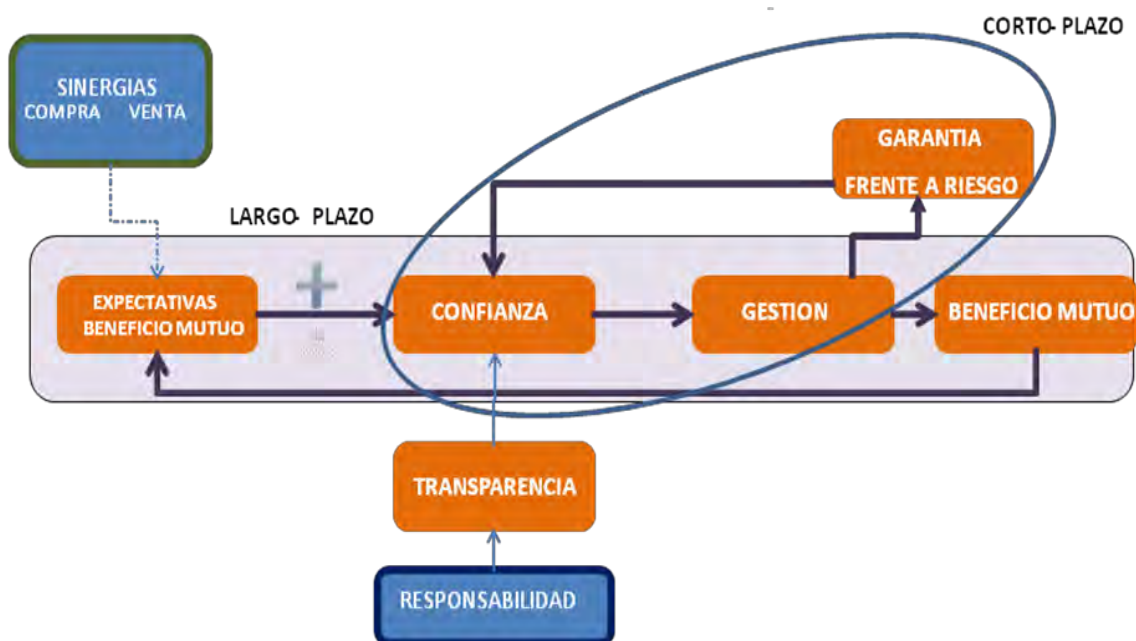 CORTO- PLAZO
SINERGIAS
COMPRA VENTA
GARANTIA
FRENTE A RIESGO
LARGO- PLAZO
EXPECTATIVAS
BENEFICIO MUTUO
CONFIANZA
GESTION
BENEFICIO MUTUO
TRANSPARENCIA
RESPONSABILIDAD